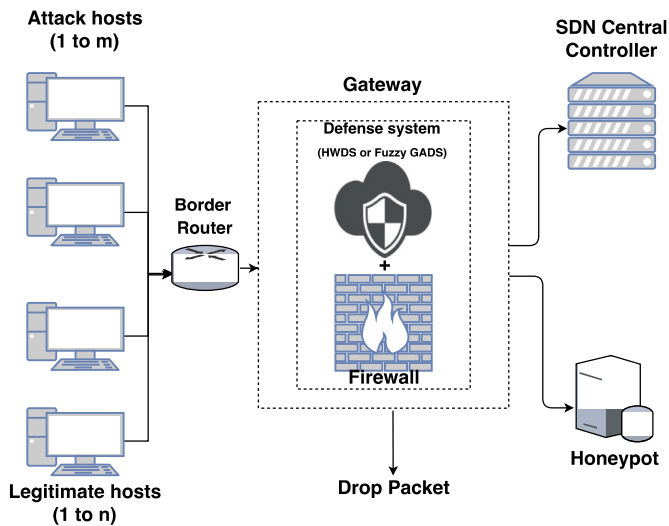 Attack hosts
(1 to m)
SDN Central
Controller
Gateway
Defense system
(HWDS or Fuzzy GADS)
Border
Router
+
Firewall
Honeypot
Legitimate hosts
(1 to n)
Drop Packet